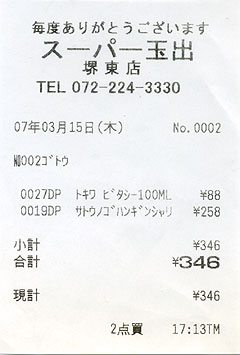 毎度ありがとうございます
スーパー玉出
堺東店
TEL 072-224-3330
07年03月15日(木) No.0002
N0002ｺﾞﾄｳ
0027DP ﾄｷﾜ ﾋﾞﾀｼｰ100ML ¥88
0019DP ｻﾄｳﾉｺﾞﾊﾝｷﾞﾝｼｬﾘ ¥258
小計 ¥346
合計 ¥346
現計 ¥346
2点買 17:13TM